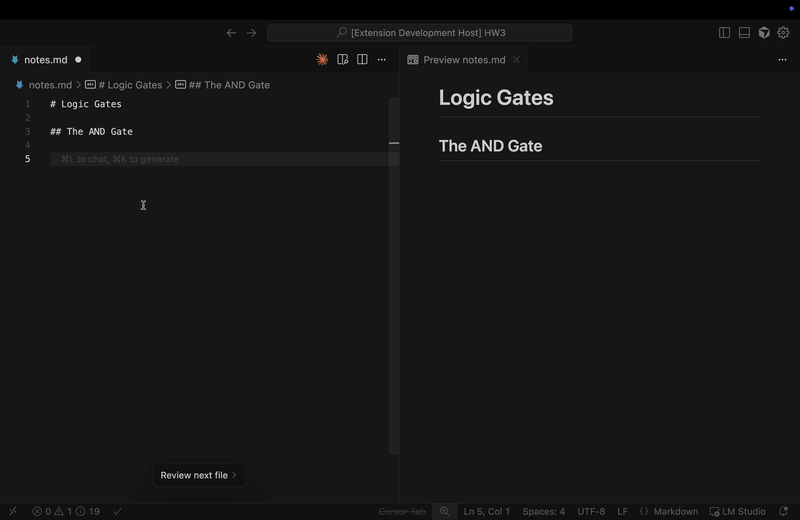 [Extension Development Host] HW3
notes.md
Preview notes.md
notes.md > # Logic Gates > ## The AND Gate
1 # Logic Gates
2
3 ## The AND Gate
4
5 ⌘L to chat, ⌘K to generate
Logic Gates
The AND Gate
Review next file >
0 1 19
Cursor Tab
Ln 5, Col 1
Spaces: 4
UTF-8
LF
{} Markdown
LM Studio